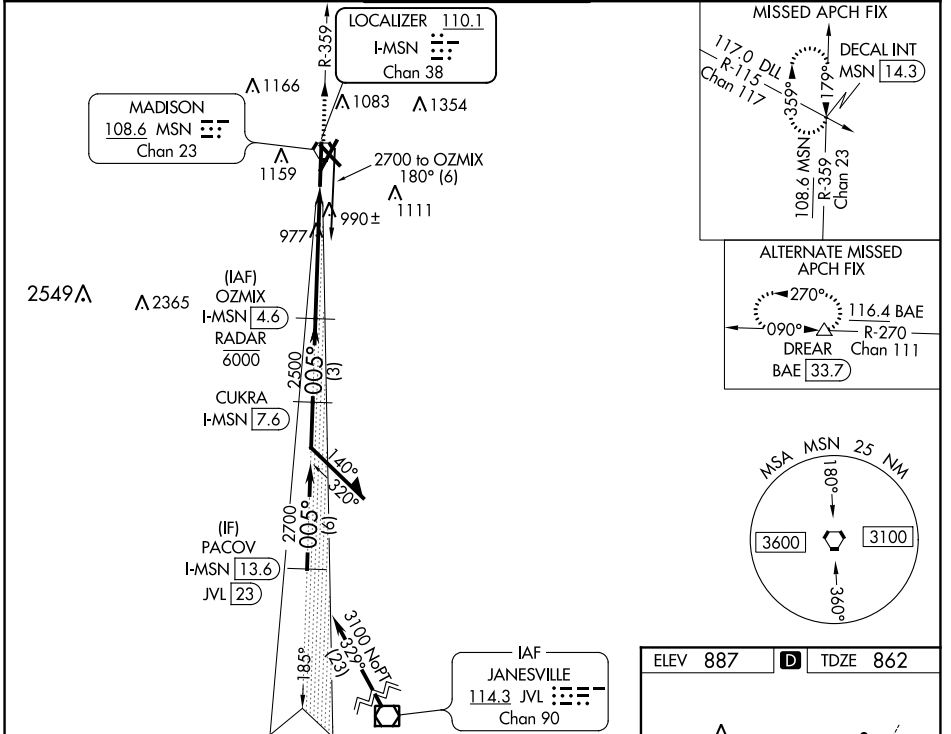 LOCALIZER 110.1
I-MSN
Chan 38
R-359
1166
1083
1354
MADISON
108.6 MSN
Chan 23
1159
2700 to OZMIX
180° (6)
1111
990±
977
2549
2365
(IAF)
OZMIX
I-MSN 4.6
RADAR
6000
2500
005°
(3)
CUKRA
I-MSN 7.6
140°
320°
2700
005°
(6)
(IF)
PACOV
I-MSN 13.6
JVL 23
185°
3100 NoPT
329°
(23)
IAF
JANESVILLE
114.3 JVL
Chan 90
MISSED APCH FIX
117.0 DLL
R-115
Chan 117
DECAL INT
MSN 14.3
359°
179°
108.6 MSN
R-359
Chan 23
ALTERNATE MISSED
APCH FIX
270°
090°
116.4 BAE
R-270
Chan 111
DREAR
BAE 33.7
MSA MSN 25 NM
180°
3600
3100
360°
ELEV 887 D TDZE 862